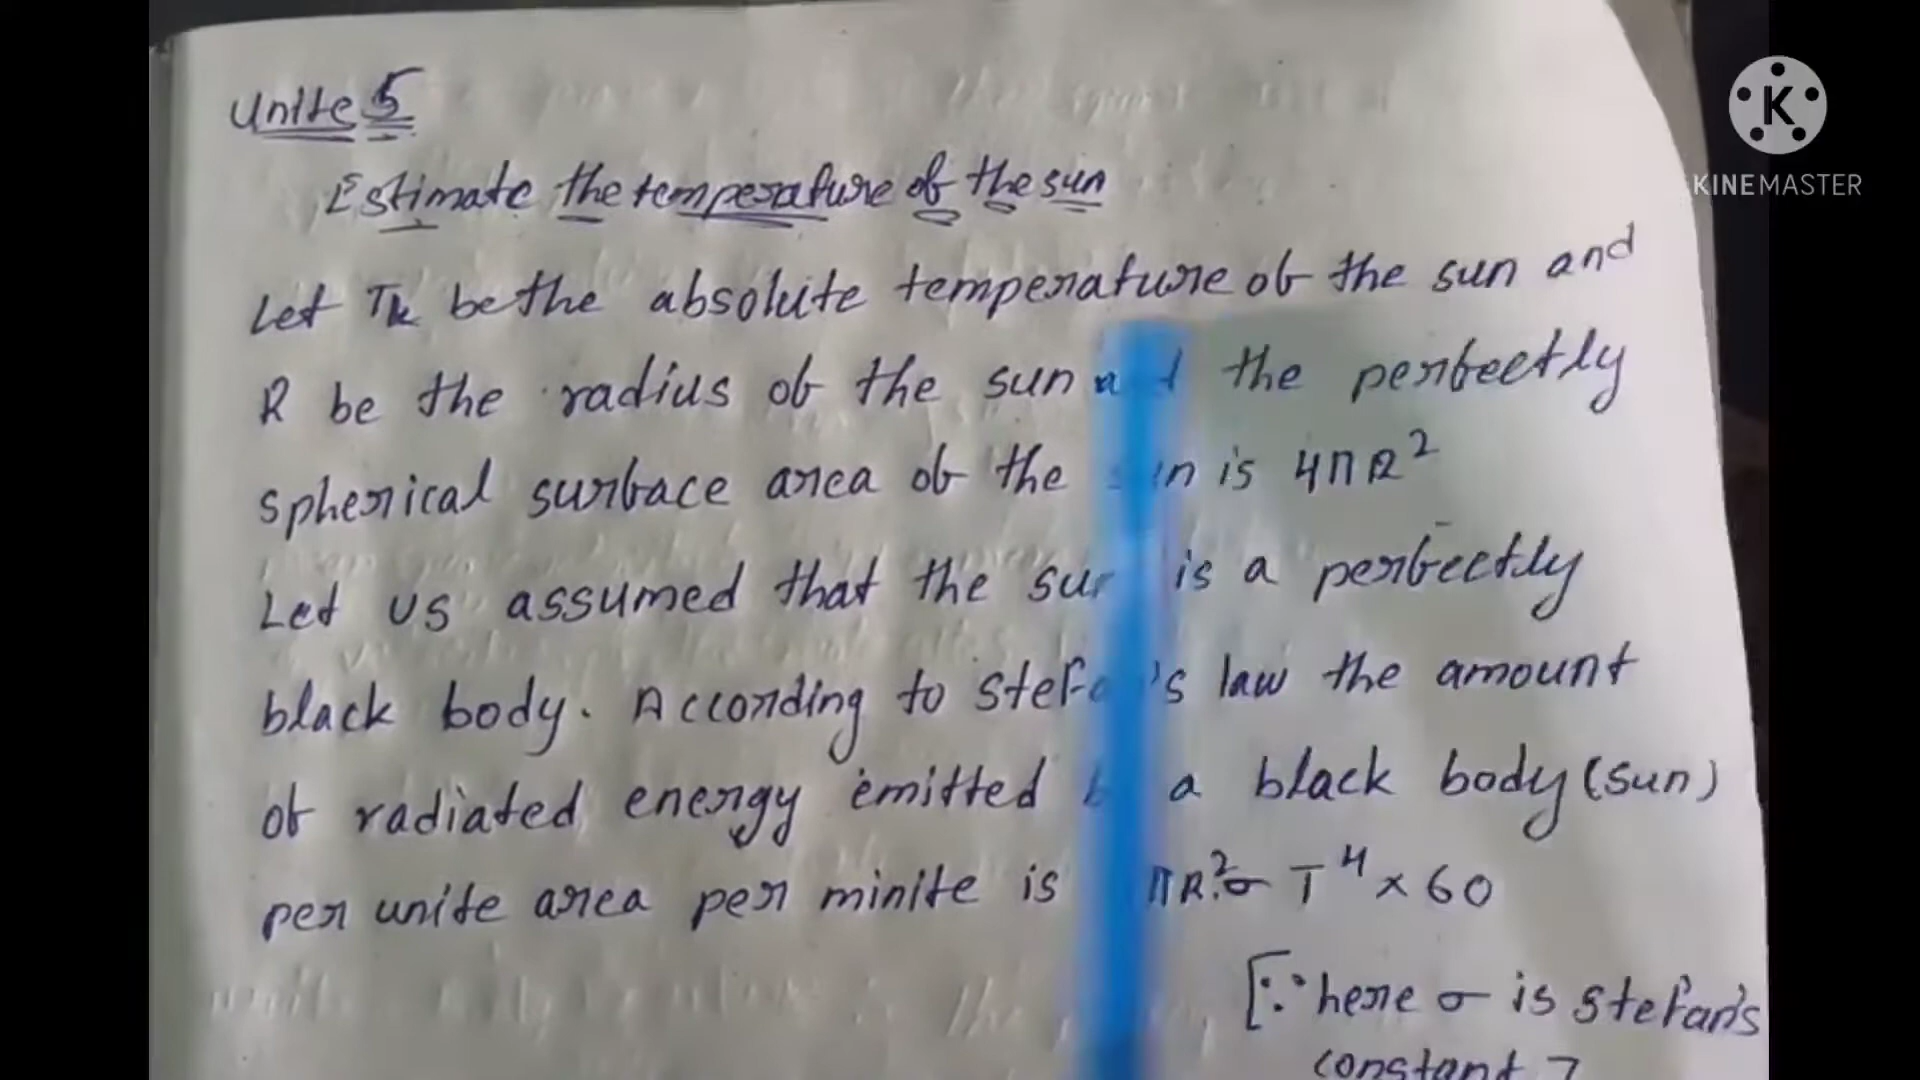 Unite 5
Estimate the temperature of the sun
Let Tk be the absolute temperature of the sun and
R be the radius of the sun the perfectly
spherical surface area of the is 4πR²
Let us assumed that the sun is a perfectly
black body. According to Stefan's law the amount
of radiated energy emitted a black body (sun)
per unite area per minite is πR²σ T⁴ × 60
[∵ here σ is Stefan's
constant]
K
KINEMASTER